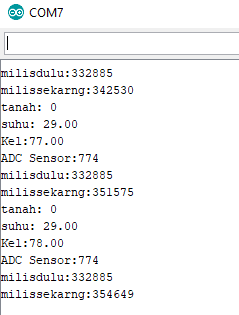 COM7
milisdulu:332885
milissekarng:342530
tanah: 0
suhu: 29.00
Kel:77.00
ADC Sensor:774
milisdulu:332885
milissekarng:351575
tanah: 0
suhu: 29.00
Kel:78.00
ADC Sensor:774
milisdulu:332885
milissekarng:354649